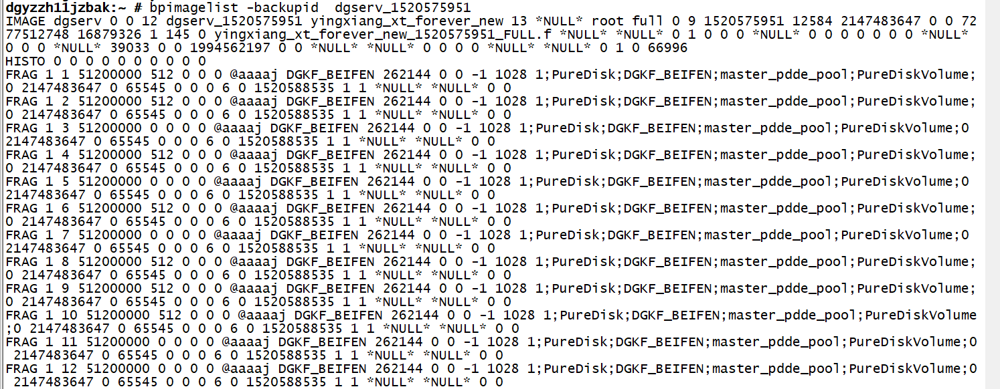 dgyzzh11jzbak:~ # bpimagelist -backupid  dgserv_1520575951
IMAGE dgserv 0 0 12 dgserv_1520575951 yingxiang_xt_forever_new 13 *NULL* root full 0 9 1520575951 12584 2147483647 0 0 72
77512748 16879326 1 145 0 yingxiang_xt_forever_new_1520575951_FULL.f *NULL* *NULL* 0 1 0 0 0 *NULL* 0 0 0 0 0 0 0 *NULL*
0 0 0 *NULL* 39033 0 0 1994562197 0 0 *NULL* *NULL* 0 0 0 0 *NULL* *NULL* 0 1 0 66996
HISTO 0 0 0 0 0 0 0 0 0 0
FRAG 1 1 51200000 512 0 0 0 @aaaaj DGKF_BEIFEN 262144 0 0 -1 1028 1;PureDisk;DGKF_BEIFEN;master_pdde_pool;PureDiskVolume;
0 2147483647 0 65545 0 0 0 6 0 1520588535 1 1 *NULL* *NULL* 0 0
FRAG 1 2 51200000 512 0 0 0 @aaaaj DGKF_BEIFEN 262144 0 0 -1 1028 1;PureDisk;DGKF_BEIFEN;master_pdde_pool;PureDiskVolume;
0 2147483647 0 65545 0 0 0 6 0 1520588535 1 1 *NULL* *NULL* 0 0
FRAG 1 3 51200000 0 0 0 0 @aaaaj DGKF_BEIFEN 262144 0 0 -1 1028 1;PureDisk;DGKF_BEIFEN;master_pdde_pool;PureDiskVolume;0
2147483647 0 65545 0 0 0 6 0 1520588535 1 1 *NULL* *NULL* 0 0
FRAG 1 4 51200000 512 0 0 0 @aaaaj DGKF_BEIFEN 262144 0 0 -1 1028 1;PureDisk;DGKF_BEIFEN;master_pdde_pool;PureDiskVolume;
0 2147483647 0 65545 0 0 0 6 0 1520588535 1 1 *NULL* *NULL* 0 0
FRAG 1 5 51200000 0 0 0 0 @aaaaj DGKF_BEIFEN 262144 0 0 -1 1028 1;PureDisk;DGKF_BEIFEN;master_pdde_pool;PureDiskVolume;0
2147483647 0 65545 0 0 0 6 0 1520588535 1 1 *NULL* *NULL* 0 0
FRAG 1 6 51200000 512 0 0 0 @aaaaj DGKF_BEIFEN 262144 0 0 -1 1028 1;PureDisk;DGKF_BEIFEN;master_pdde_pool;PureDiskVolume;
0 2147483647 0 65545 0 0 0 6 0 1520588535 1 1 *NULL* *NULL* 0 0
FRAG 1 7 51200000 0 0 0 0 @aaaaj DGKF_BEIFEN 262144 0 0 -1 1028 1;PureDisk;DGKF_BEIFEN;master_pdde_pool;PureDiskVolume;0
2147483647 0 65545 0 0 0 6 0 1520588535 1 1 *NULL* *NULL* 0 0
FRAG 1 8 51200000 512 0 0 0 @aaaaj DGKF_BEIFEN 262144 0 0 -1 1028 1;PureDisk;DGKF_BEIFEN;master_pdde_pool;PureDiskVolume;
0 2147483647 0 65545 0 0 0 6 0 1520588535 1 1 *NULL* *NULL* 0 0
FRAG 1 9 51200000 512 0 0 0 @aaaaj DGKF_BEIFEN 262144 0 0 -1 1028 1;PureDisk;DGKF_BEIFEN;master_pdde_pool;PureDiskVolume;
0 2147483647 0 65545 0 0 0 6 0 1520588535 1 1 *NULL* *NULL* 0 0
FRAG 1 10 51200000 512 0 0 0 @aaaaj DGKF_BEIFEN 262144 0 0 -1 1028 1;PureDisk;DGKF_BEIFEN;master_pdde_pool;PureDiskVolume
;0 2147483647 0 65545 0 0 0 6 0 1520588535 1 1 *NULL* *NULL* 0 0
FRAG 1 11 51200000 0 0 0 0 @aaaaj DGKF_BEIFEN 262144 0 0 -1 1028 1;PureDisk;DGKF_BEIFEN;master_pdde_pool;PureDiskVolume;0
2147483647 0 65545 0 0 0 6 0 1520588535 1 1 *NULL* *NULL* 0 0
FRAG 1 12 51200000 0 0 0 0 @aaaaj DGKF_BEIFEN 262144 0 0 -1 1028 1;PureDisk;DGKF_BEIFEN;master_pdde_pool;PureDiskVolume;0
2147483647 0 65545 0 0 0 6 0 1520588535 1 1 *NULL* *NULL* 0 0